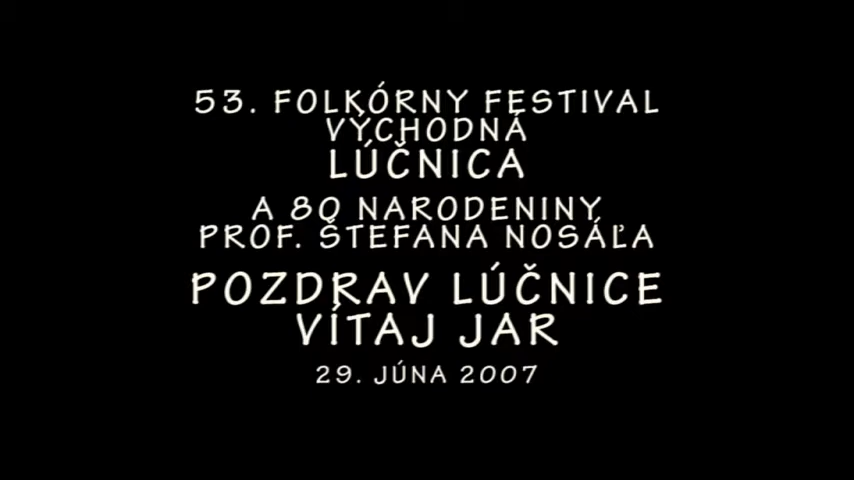 53. FOLKÓRNY FESTIVAL
VÝCHODNÁ
LÚČNICA
A 80 NARODENINY
PROF. ŠTEFANA NOSÁĽA
POZDRAV LÚČNICE
VÍTAJ JAR
29. JÚNA 2007